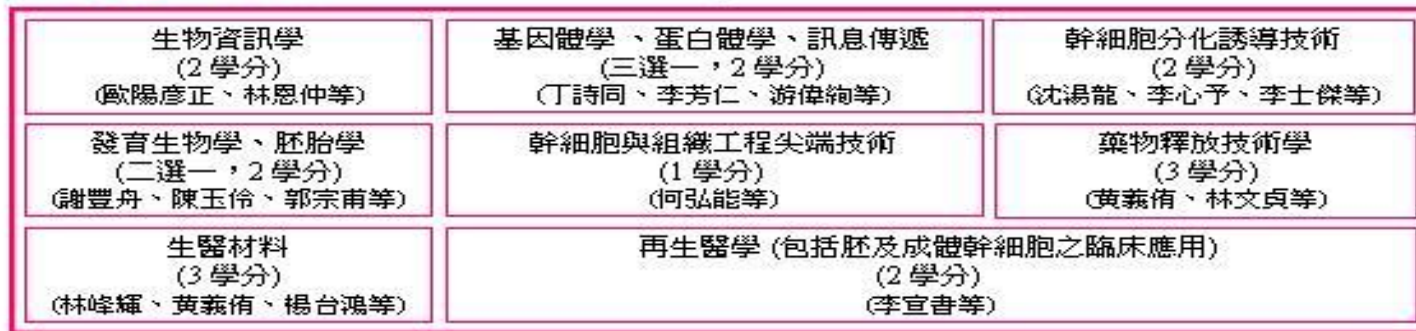 生物資訊學
(2 學分)
(歐陽彥正、林恩仲等)
基因體學 、蛋白體學、訊息傳遞
(三選一，2 學分)
(丁詩同、李芳仁、游偉絢等)
幹細胞分化誘導技術
(2 學分)
(沈湯龍、李心予、李士傑等)
發育生物學、胚胎學
(二選一，2 學分)
(謝豐舟、陳玉伶、郭宗甫等)
幹細胞與組織工程尖端技術
(1 學分)
(何弘能等)
藥物釋放技術學
(3 學分)
(黃義侑、林文貞等)
生醫材料
(3 學分)
(林峰輝、黃義侑、楊台鴻等)
再生醫學 (包括胚及成體幹細胞之臨床應用)
(2 學分)
(李宣書等)